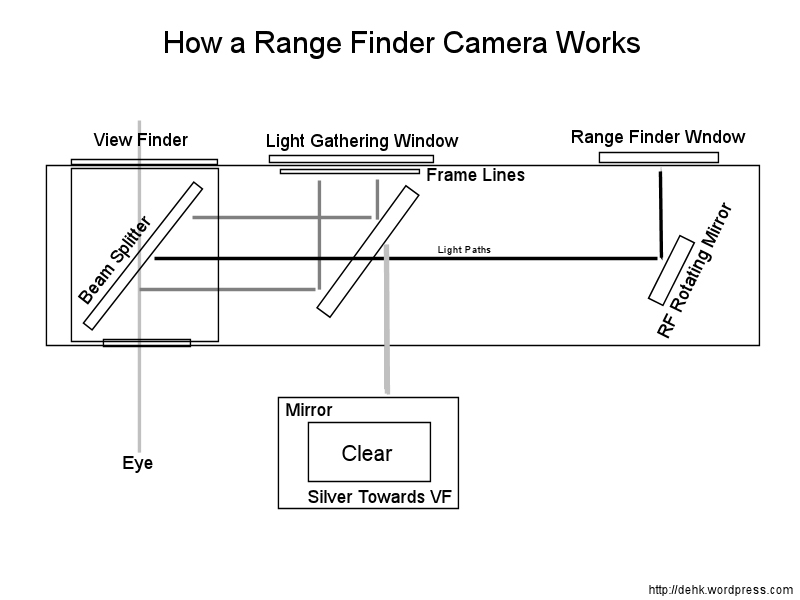 How a Range Finder Camera Works
View Finder
Light Gathering Window
Range Finder Wndow
Frame Lines
Beam Splitter
Light Paths
RF Rotating Mirror
Mirror
Clear
Silver Towards VF
Eye
http://dehk.wordpress.com